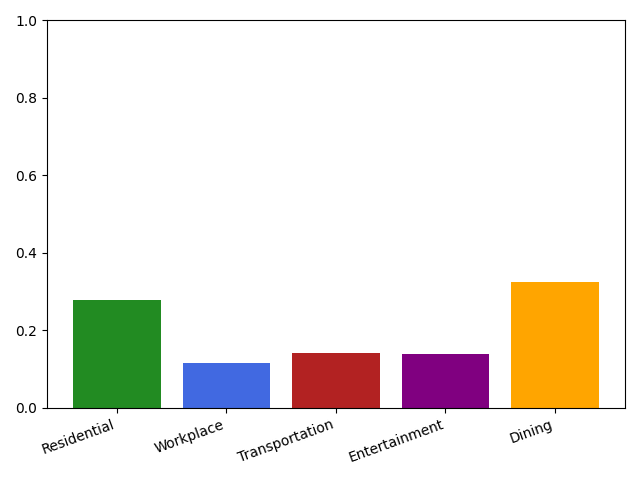 1.0
0.8
0.6
0.4
0.2
0.0
Residential
Workplace
Transportation
Entertainment
Dining